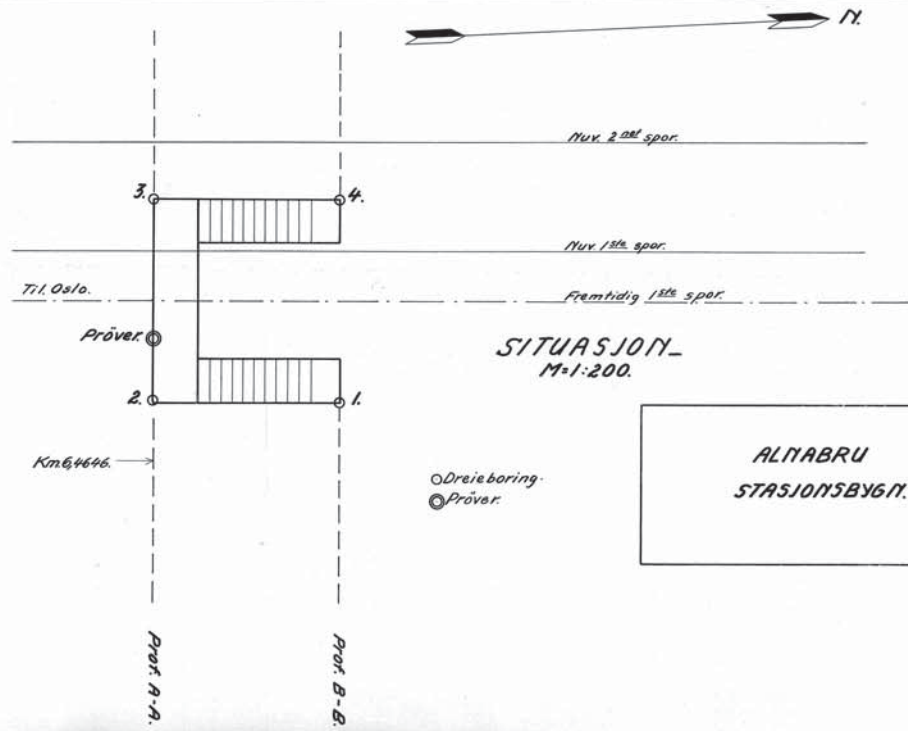 N.
Nuv. 2net spor.
3.
4.
Nuv. 1ste spor.
Til. Oslo.
Fremtidig 1ste spor.
Pröver.
SITUASJON_
M=1:200.
2.
1.
Km.6,4646.
ALNABRU
STASJONSBYGN.
Dreieboring.
Pröver.
Prof. A-A.
Prof. B-B.